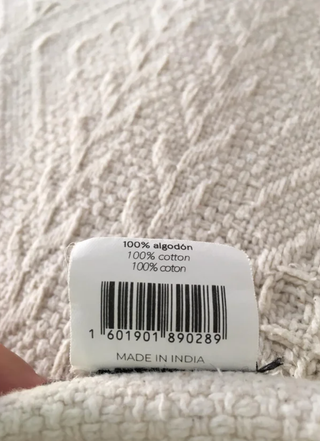 100% algodón
100% cotton
100% coton
1 601901 890289
MADE IN INDIA